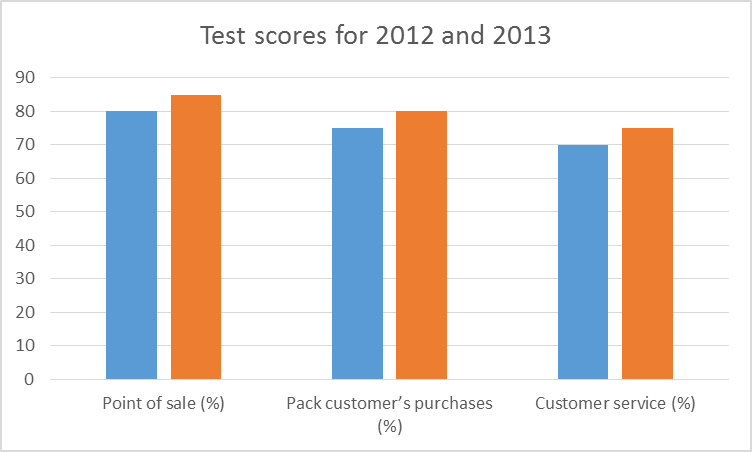 Test scores for 2012 and 2013
90
80
70
60
50
40
30
20
10
0
Point of sale (%)
Pack customer’s purchases
(%)
Customer service (%)